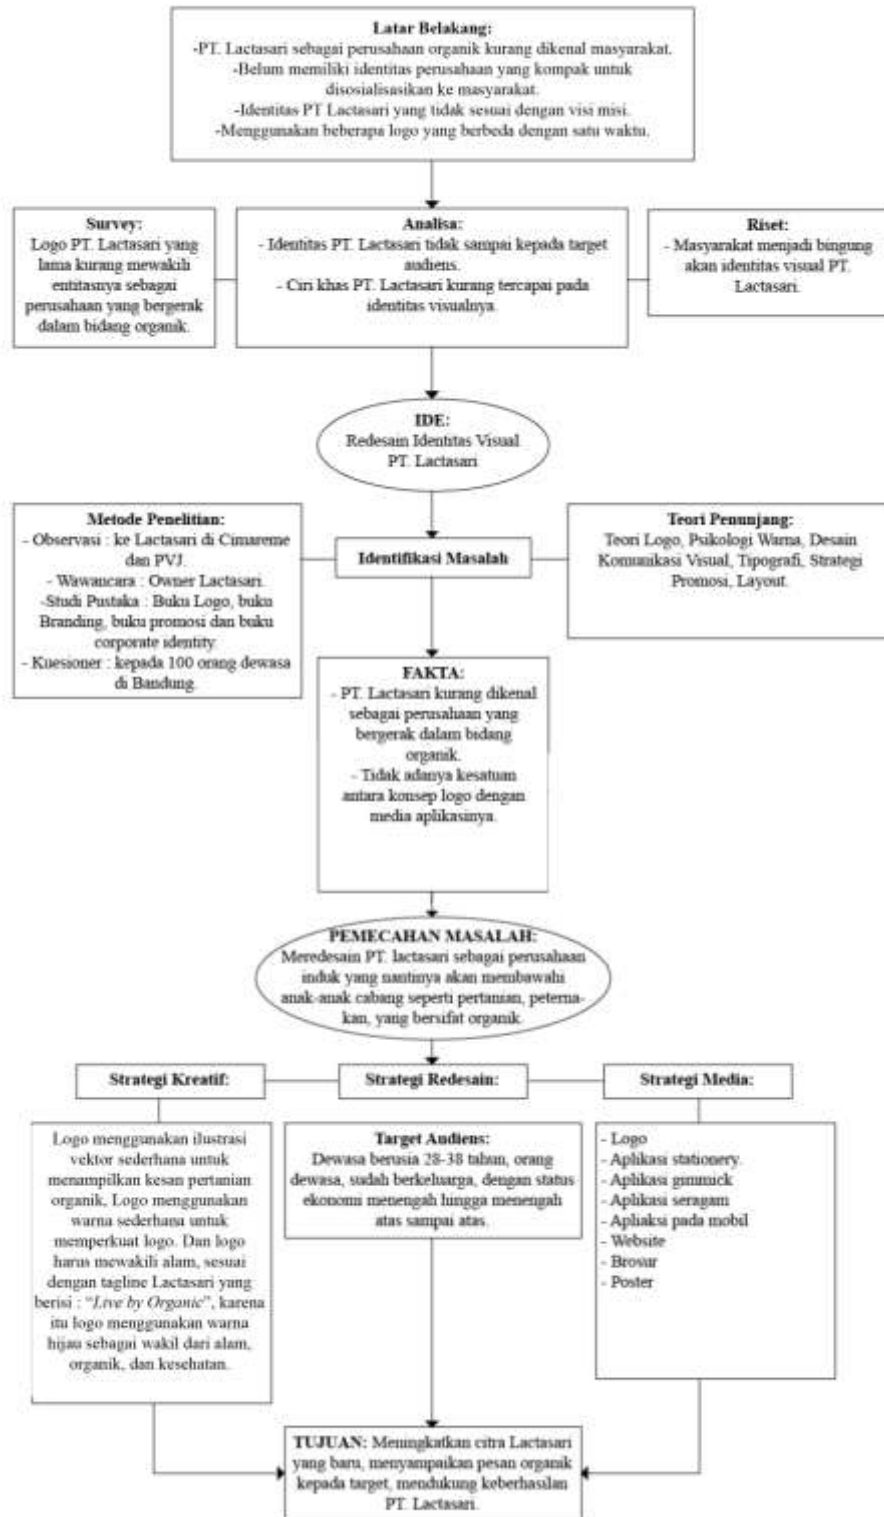 Latar Belakang:
-PT. Lactasari sebagai perusahaan organik kurang dikenal masyarakat.
-Belum memiliki identitas perusahaan yang kompak untuk
disosialisasikan ke masyarakat.
-Identitas PT Lactasari yang tidak sesuai dengan visi misi.
-Menggunakan beberapa logo yang berbeda dengan satu waktu.
Survey:
Logo PT. Lactasari yang
lama kurang mewakili
entitasnya sebagai
perusahaan yang bergerak
dalam bidang organik.
Analisa:
- Identitas PT. Lactasari tidak sampai kepada target
audiens.
- Ciri khas PT. Lactasari kurang tercapai pada
identitas visualnya.
Riset:
- Masyarakat menjadi bingung
akan identitas visual PT.
Lactasari.
IDE:
Redesain Identitas Visual
PT. Lactasari
Metode Penelitian:
- Observasi : ke Lactasari di Cimareme
dan PVJ.
- Wawancara : Owner Lactasari.
-Studi Pustaka : Buku Logo, buku
Branding, buku promosi dan buku
corporate identity.
- Kuesioner : kepada 100 orang dewasa
di Bandung.
Identifikasi Masalah
Teori Penunjang:
Teori Logo, Psikologi Warna, Desain
Komunikasi Visual, Tipografi, Strategi
Promosi, Layout.
FAKTA:
- PT. Lactasari kurang dikenal
sebagai perusahaan yang
bergerak dalam bidang
organik.
- Tidak adanya kesatuan
antara konsep logo dengan
media aplikasinya.
PEMECAHAN MASALAH:
Meredesain PT. lactasari sebagai perusahaan
induk yang nantinya akan membawahi
anak-anak cabang seperti pertanian, peterna-
kan, yang bersifat organik.
Strategi Kreatif:
Strategi Redesain:
Strategi Media:
Logo menggunakan ilustrasi
vektor sederhana untuk
menampilkan kesan pertanian
organik, Logo menggunakan
warna sederhana untuk
memperkuat logo. Dan logo
harus mewakili alam, sesuai
dengan tagline Lactasari yang
berisi : “Live by Organic”, karena
itu logo menggunakan warna
hijau sebagai wakil dari alam,
organik, dan kesehatan.
Target Audiens:
Dewasa berusia 28-38 tahun, orang
dewasa, sudah berkeluarga, dengan status
ekonomi menengah hingga menengah
atas sampai atas.
- Logo
- Aplikasi stationery.
- Aplikasi gimmick
- Aplikasi seragam
- Apliaksi pada mobil
- Website
- Brosur
- Poster
TUJUAN: Meningkatkan citra Lactasari
yang baru, menyampaikan pesan organik
kepada target, mendukung keberhasilan
PT. Lactasari.